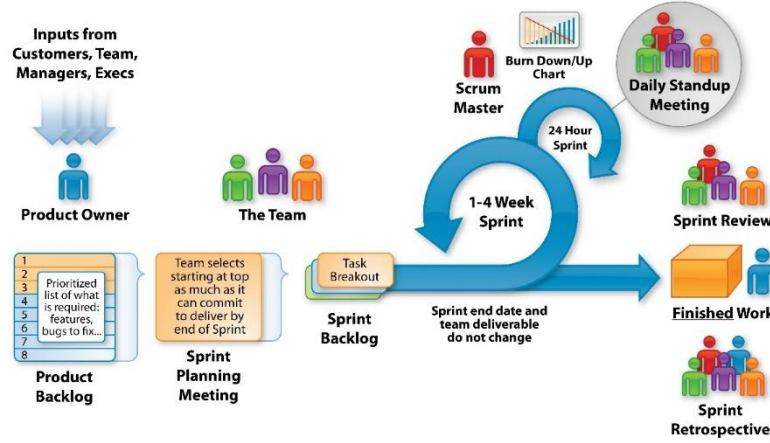 Inputs from
Customers, Team,
Managers, Execs
Product Owner
The Team
Scrum
Master
Burn Down/Up
Chart
Daily Standup
Meeting
24 Hour
Sprint
1-4 Week
Sprint
Sprint Review
1
2
3
4
5
6
7
8
Prioritized
list of what
is required:
features,
bugs to fix...
Product
Backlog
Team selects
starting at top
as much as it
can commit
to deliver by
end of Sprint
Sprint
Planning
Meeting
Task
Breakout
Sprint
Backlog
Sprint end date and
team deliverable
do not change
Finished Work
Sprint
Retrospective